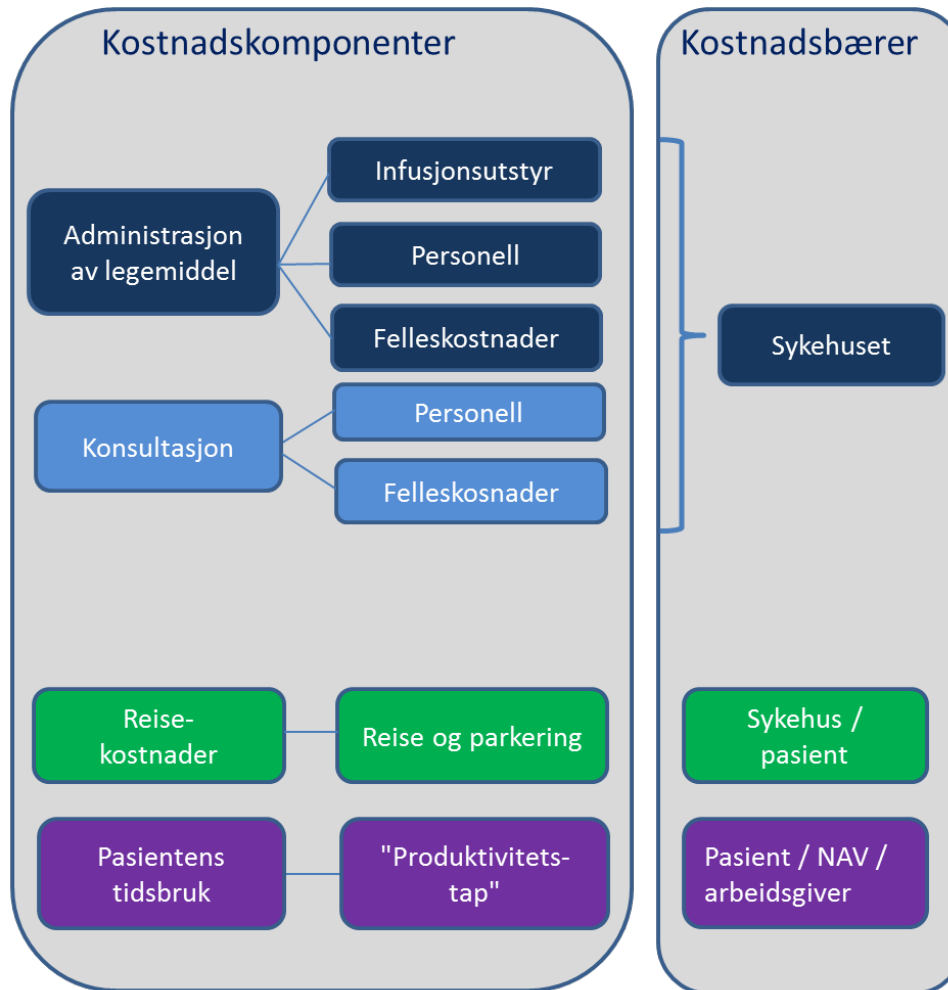 Kostnadskomponenter
Kostnadsbærer
Administrasjon
av legemiddel
Infusjonsutstyr
Personell
Felleskostnader
Sykehuset
Konsultasjon
Personell
Felleskosnader
Reise-
kostnader
Reise og parkering
Sykehus /
pasient
Pasientens
tidsbruk
"Produktivitets-
tap"
Pasient / NAV /
arbeidsgiver